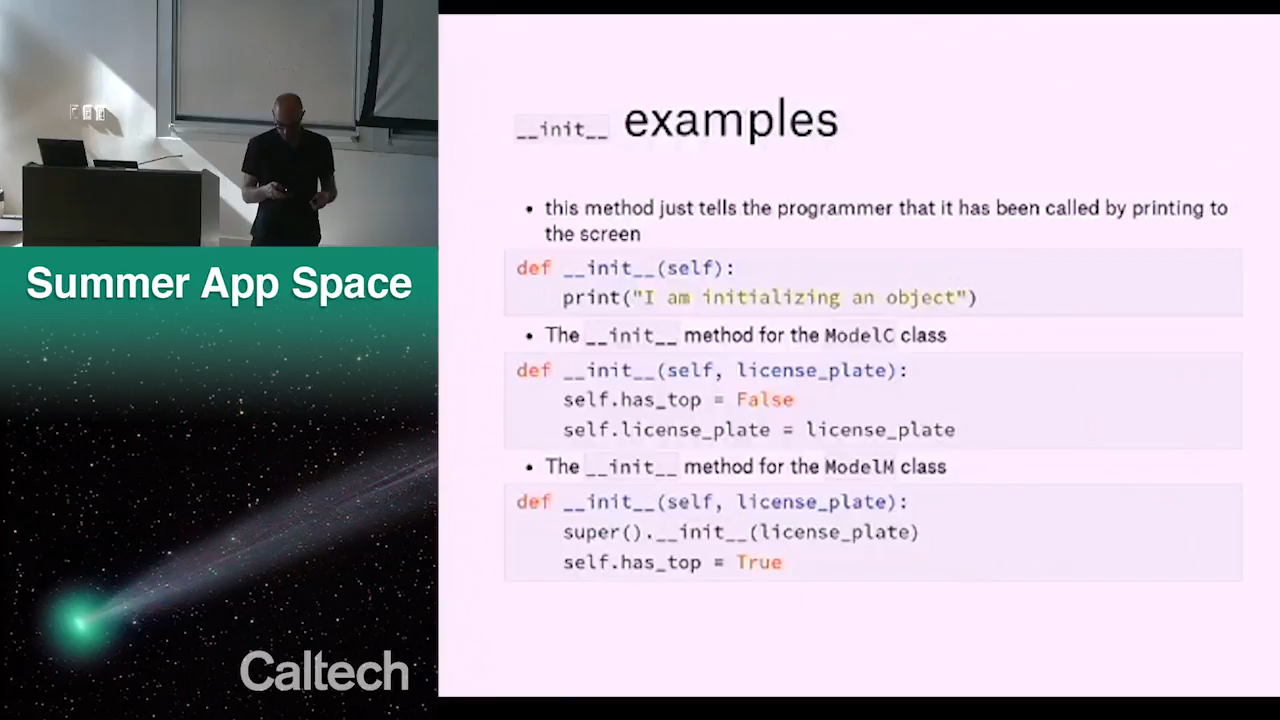 Summer App Space
Caltech
__init__ examples
• this method just tells the programmer that it has been called by printing to
the screen
def __init__(self):
    print("I am initializing an object")
• The __init__ method for the ModelC class
def __init__(self, license_plate):
    self.has_top = False
    self.license_plate = license_plate
• The __init__ method for the ModelM class
def __init__(self, license_plate):
    super().__init__(license_plate)
    self.has_top = True